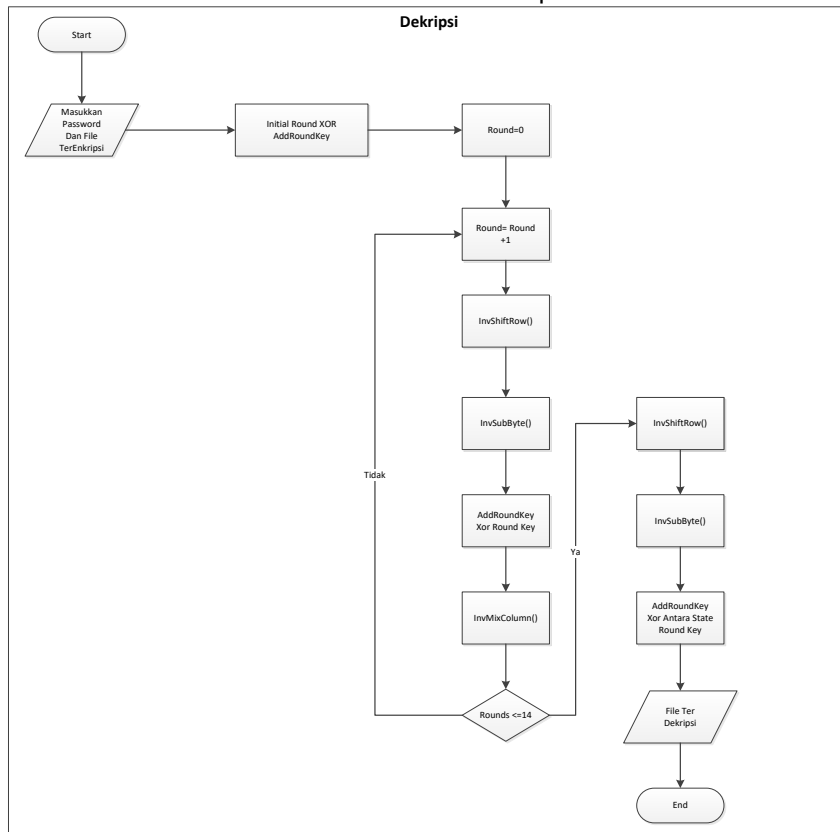 Dekripsi
Start
Masukkan
Password
Dan File
TerEnkripsi
Initial Round XOR
AddRoundKey
Round=0
Round= Round
+1
InvShiftRow()
InvSubByte()
AddRoundKey
Xor Round Key
InvMixColumn()
Rounds <=14
Tidak
Ya
InvShiftRow()
InvSubByte()
AddRoundKey
Xor Antara State
Round Key
File Ter
Dekripsi
End